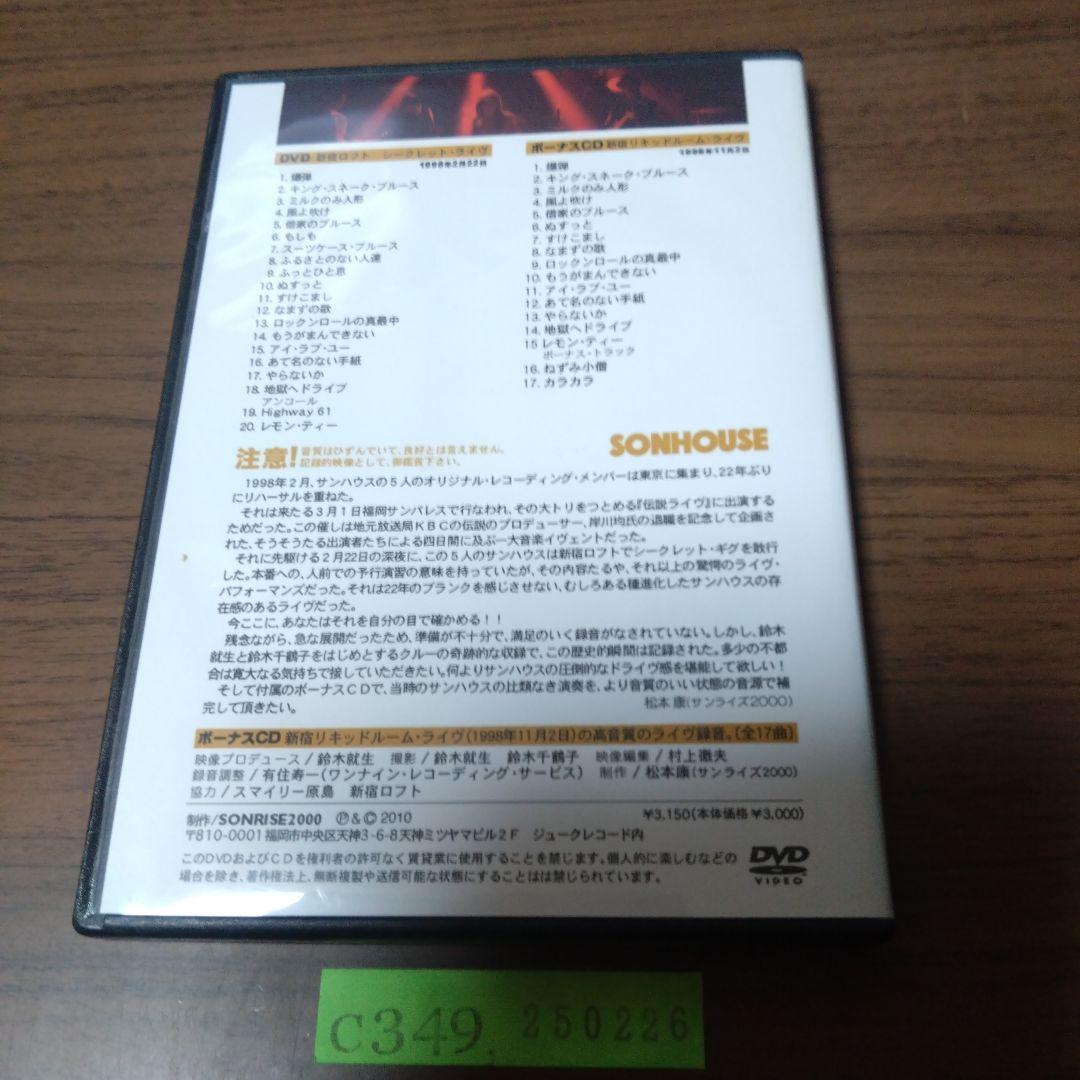 DVD 新宿ロフト シークレット・ライヴ
1998年2月22日
1. 爆弾
2. キング・スネーク・ブルース
3. ミルクのみ人形
4. 風よ吹け
5. 借家のブルース
6. もしも
7. スーツケース・ブルース
8. ふるさとのない人達
9. ふっとひと息
10. ぬすっと
11. すけこまし
12. なまずの歌
13. ロックンロールの真最中
14. もうがまんできない
15. アイ・ラブ・ユー
16. あて名のない手紙
17. やらないか
18. 地獄へドライブ
アンコール
19. Highway 61
20. レモン・ティー
ボーナスCD 新宿リキッドルーム・ライヴ
1998年11月2日
1. 爆弾
2. キング・スネーク・ブルース
3. ミルクのみ人形
4. 風よ吹け
5. 借家のブルース
6. ぬすっと
7. すけこまし
8. なまずの歌
9. ロックンロールの真最中
10. もうがまんできない
11. アイ・ラブ・ユー
12. あて名のない手紙
13. やらないか
14. 地獄へドライブ
15 レモン・ティー
ボーナス・トラック
16. ねずみ小僧
17. カラカラ
SONHOUSE
注意! 音質はひずんでいて、良好とは言えません。
記録的映像として、御鑑賞下さい。
1998年2月、サンハウスの5人のオリジナル・レコーディング・メンバーは東京に集まり、22年ぶり
にリハーサルを重ねた。
それは来たる3月1日福岡サンパレスで行なわれ、その大トリをつとめる『伝説ライヴ』に出演する
ためだった。この催しは地元放送局KBCの伝説のプロデューサー、岸川均氏の退職を記念して企画さ
れた、そうそうたる出演者たちによる四日間に及ぶ一大音楽イヴェントだった。
それに先駆ける2月22日の深夜に、この5人のサンハウスは新宿ロフトでシークレット・ギグを敢行
した。本番への、人前での予行演習の意味を持っていたが、その内容たるや、それ以上の驚愕のライヴ・
パフォーマンズだった。それは22年のブランクを感じさせない、むしろある種進化したサンハウスの存
在感のあるライヴだった。
今ここに、あなたはそれを自分の目で確かめる!!
残念ながら、急な展開だったため、準備が不十分で、満足のいく録音がなされていない。しかし、鈴木
就生と鈴木千鶴子をはじめとするクルーの奇跡的な収録で、この歴史的瞬間は記録された。多少の不都
合は寛大なる気持ちで接していただきたい。何よりサンハウスの圧倒的なドライヴ感を堪能して欲しい!
そして付属のボーナスCDで、当時のサンハウスの比類なき演奏を、より音質のいい状態の音源で補
完して頂きたい。
松本 康(サンライズ2000)
ボーナスCD 新宿リキッドルーム・ライヴ(1998年11月2日)の高音質のライヴ録音。[全17曲]
映像プロデュース/鈴木就生 撮影/鈴木就生 鈴木千鶴子 映像編集/村上徹夫
録音調整/有住寿一(ワンナイン・レコーディング・サービス) 制作/松本康(サンライズ2000)
協力/スマイリー原島 新宿ロフト
制作/SONRISE2000 ℗&© 2010
¥3,150(本体価格 ¥3,000)
〒810-0001福岡市中央区天神3-6-8天神ミツヤマビル2F ジュークレコード内
このDVDおよびCDを権利者の許可なく賃貸業に使用することを禁じます。個人的に楽しむなどの
場合を除き、著作権法上、無断複製や送信可能な状態にすることはは禁じられています。
DVD
VIDEO
C349. 250226